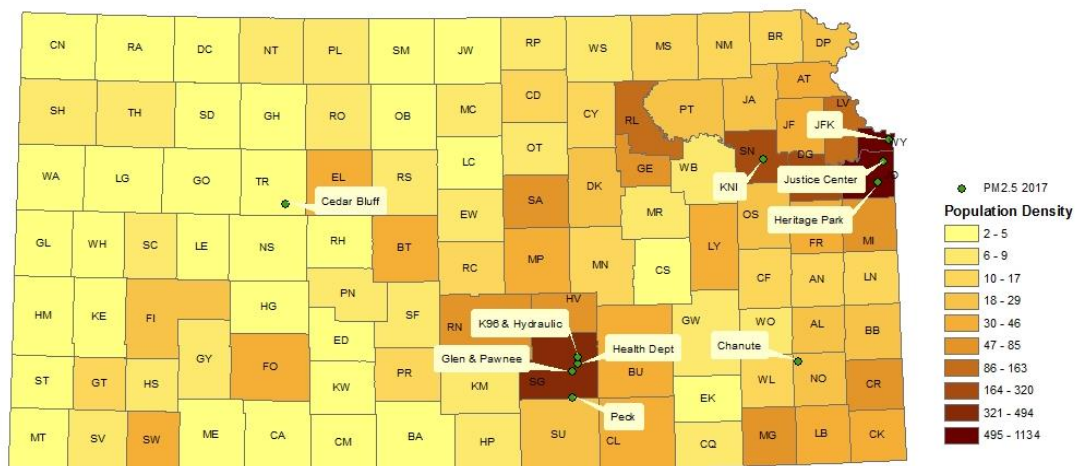 CN RA DC NT PL SM JW RP WS MS NM BR DP
SH TH SD GH RO OB MC CD CY RL PT JA AT
JF LV JFK WY
WA LG GO TR EL RS LC OT DK GE WB SN DG
Cedar Bluff
KNI
Justice Center
Heritage Park
O
GL WH SC LE NS RH BT EW SA MR OS
RC MP MN CS LY FR MI
HM KE FI HG PN SF RN HV CF AN LN
K96 & Hydraulic
Glen & Pawnee
Health Dept
Chanute
Peck
GY ED GW WO AL BB
ST GT HS FO KW PR KM SG BU EK WL NO CR
MT SV SW ME CA CM BA HP SU CL CQ MG LB CK
PM2.5 2017
Population Density
2 - 5
6 - 9
10 - 17
18 - 29
30 - 46
47 - 85
86 - 163
164 - 320
321 - 494
495 - 1134